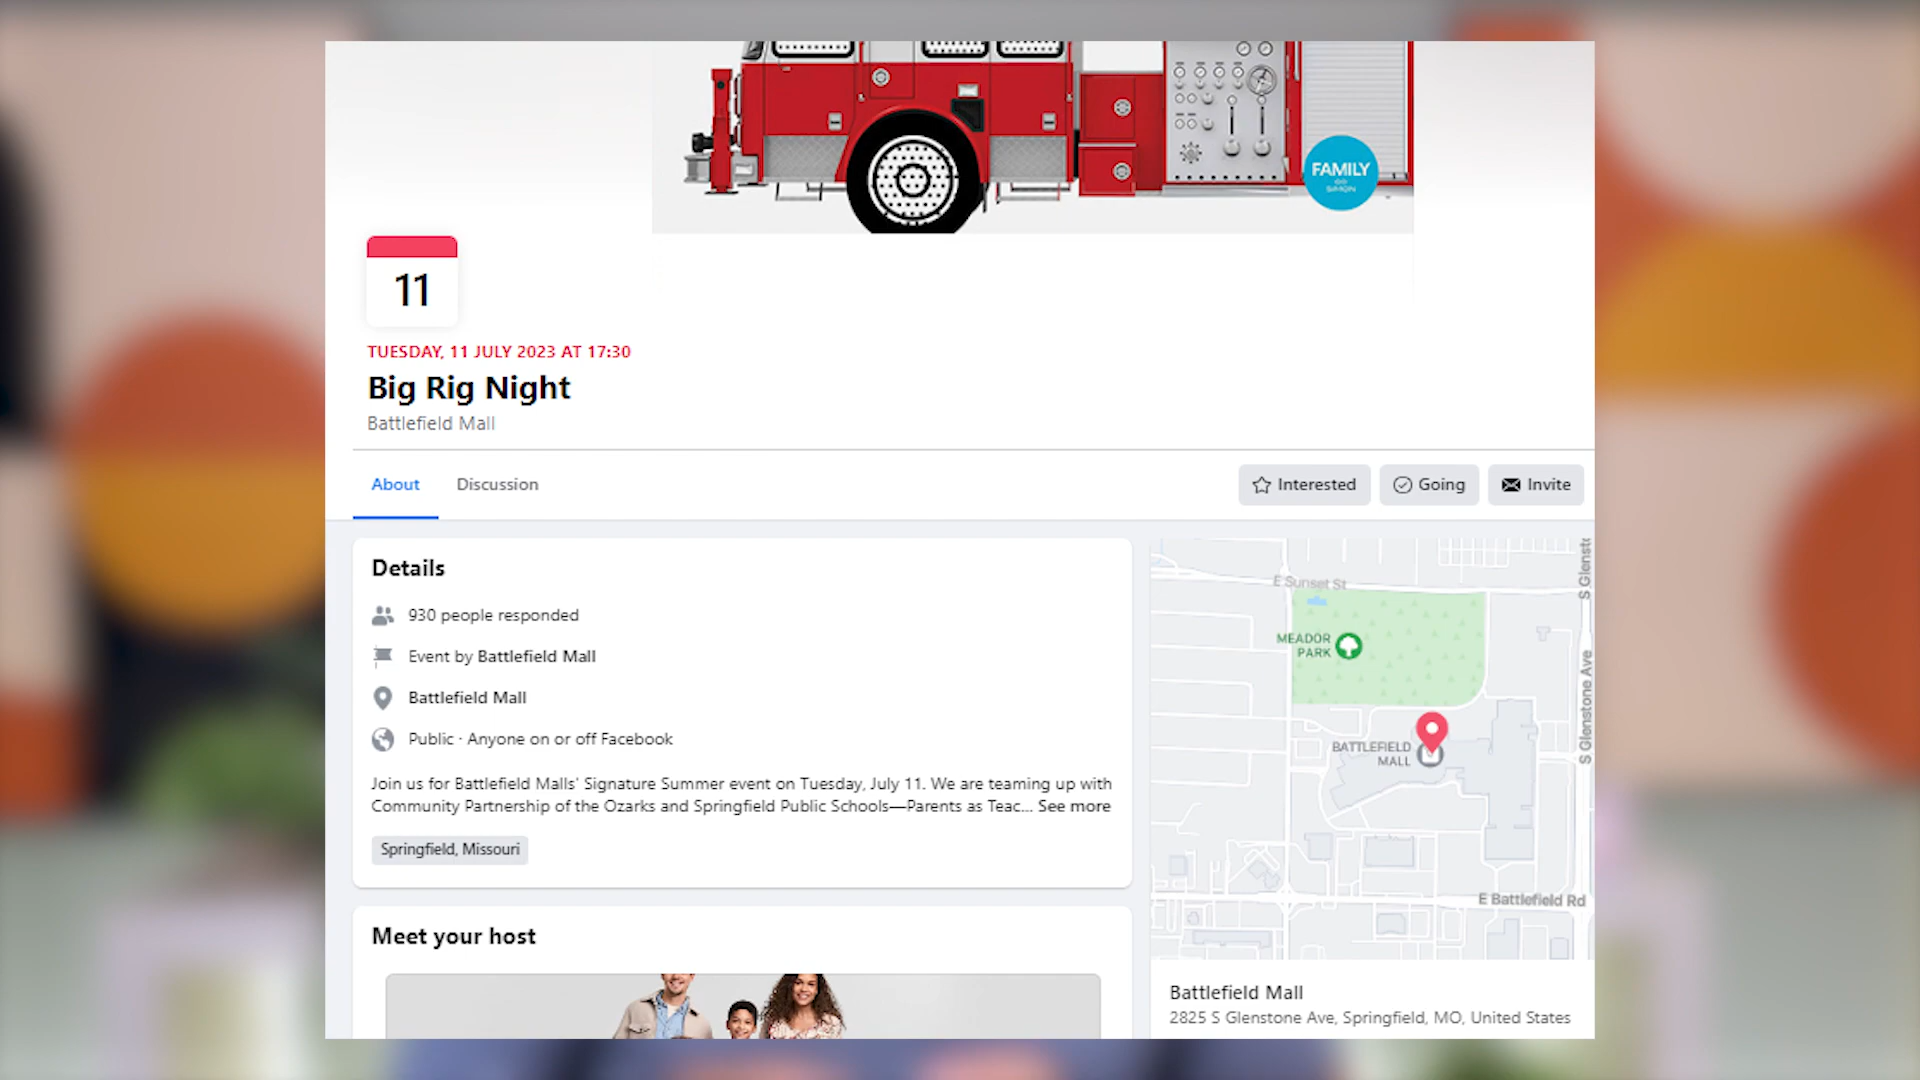 FAMILY
SIMON
11
TUESDAY, 11 JULY 2023 AT 17:30
Big Rig Night
Battlefield Mall
About
Discussion
Interested
Going
Invite
Details
930 people responded
Event by Battlefield Mall
Battlefield Mall
Public · Anyone on or off Facebook
Join us for Battlefield Malls' Signature Summer event on Tuesday, July 11. We are teaming up with
Community Partnership of the Ozarks and Springfield Public Schools—Parents as Teac... See more
Springfield, Missouri
Meet your host
E Sunset St
S Glenst
MEADOR
PARK
S Glenstone Ave
BATTLEFIELD
MALL
E Battlefield Rd
Battlefield Mall
2825 S Glenstone Ave, Springfield, MO, United States